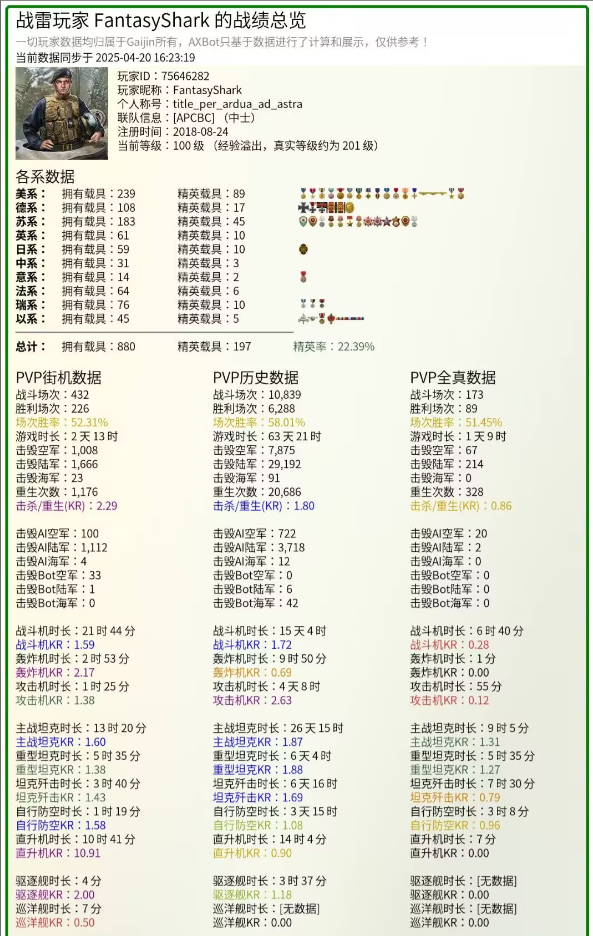 战雷玩家 FantasyShark 的战绩总览
一切玩家数据均归属于Gaijin所有，AXBot只基于数据进行了计算和展示，仅供参考！
当前数据同步于 2025-04-20 16:23:19
玩家ID：75646282
玩家昵称：FantasyShark
个人称号：title_per_ardua_ad_astra
联队信息：[APCBC] （中士）
注册时间：2018-08-24
当前等级：100 级 （经验溢出，真实等级约为 201 级）
各系数据
美系： 拥有载具：239 精英载具：89
德系： 拥有载具：108 精英载具：17
苏系： 拥有载具：183 精英载具：45
英系： 拥有载具：61 精英载具：10
日系： 拥有载具：59 精英载具：10
中系： 拥有载具：31 精英载具：3
意系： 拥有载具：14 精英载具：2
法系： 拥有载具：64 精英载具：6
瑞系： 拥有载具：76 精英载具：10
以系： 拥有载具：45 精英载具：5
总计： 拥有载具：880 精英载具：197 精英率：22.39%
PVP街机数据
战斗场次：432
胜利场次：226
场次胜率：52.31%
游戏时长：2 天 13 时
击毁空军：1,008
击毁陆军：1,666
击毁海军：23
重生次数：1,176
击杀/重生(KR)：2.29
击毁AI空军：100
击毁AI陆军：1,112
击毁AI海军：4
击毁Bot空军：33
击毁Bot陆军：1
击毁Bot海军：0
战斗机时长：21 时 44 分
战斗机KR：1.59
轰炸机时长：2 时 53 分
轰炸机KR：2.17
攻击机时长：1 时 25 分
攻击机KR：1.38
主战坦克时长：13 时 20 分
主战坦克KR：1.60
重型坦克时长：5 时 35 分
重型坦克KR：1.38
坦克歼击时长：3 时 40 分
坦克歼击KR：1.43
自行防空时长：1 时 19 分
自行防空KR：1.58
直升机时长：10 时 41 分
直升机KR：10.91
驱逐舰时长：4 分
驱逐舰KR：2.00
巡洋舰时长：7 分
巡洋舰KR：0.50
PVP历史数据
战斗场次：10,839
胜利场次：6,288
场次胜率：58.01%
游戏时长：63 天 21 时
击毁空军：7,875
击毁陆军：29,192
击毁海军：91
重生次数：20,686
击杀/重生(KR)：1.80
击毁AI空军：722
击毁AI陆军：3,718
击毁AI海军：12
击毁Bot空军：0
击毁Bot陆军：6
击毁Bot海军：42
战斗机时长：15 天 4 时
战斗机KR：1.72
轰炸机时长：9 时 50 分
轰炸机KR：0.69
攻击机时长：4 天 8 时
攻击机KR：2.63
主战坦克时长：26 天 15 时
主战坦克KR：1.87
重型坦克时长：6 天 4 时
重型坦克KR：1.88
坦克歼击时长：6 天 16 时
坦克歼击KR：1.69
自行防空时长：3 天 15 时
自行防空KR：1.08
直升机时长：14 时 4 分
直升机KR：0.90
驱逐舰时长：3 时 37 分
驱逐舰KR：1.18
巡洋舰时长：[无数据]
巡洋舰KR：0.00
PVP全真数据
战斗场次：173
胜利场次：89
场次胜率：51.45%
游戏时长：1 天 9 时
击毁空军：67
击毁陆军：214
击毁海军：0
重生次数：328
击杀/重生(KR)：0.86
击毁AI空军：20
击毁AI陆军：2
击毁AI海军：0
击毁Bot空军：0
击毁Bot陆军：0
击毁Bot海军：0
战斗机时长：6 时 40 分
战斗机KR：0.28
轰炸机时长：1 分
轰炸机KR：0.00
攻击机时长：55 分
攻击机KR：0.12
主战坦克时长：9 时 5 分
主战坦克KR：1.31
重型坦克时长：5 时 35 分
重型坦克KR：1.27
坦克歼击时长：7 时 30 分
坦克歼击KR：0.79
自行防空时长：3 时 8 分
自行防空KR：0.96
直升机时长：7 分
直升机KR：0.00
驱逐舰时长：[无数据]
驱逐舰KR：0.00
巡洋舰时长：[无数据]
巡洋舰KR：0.00